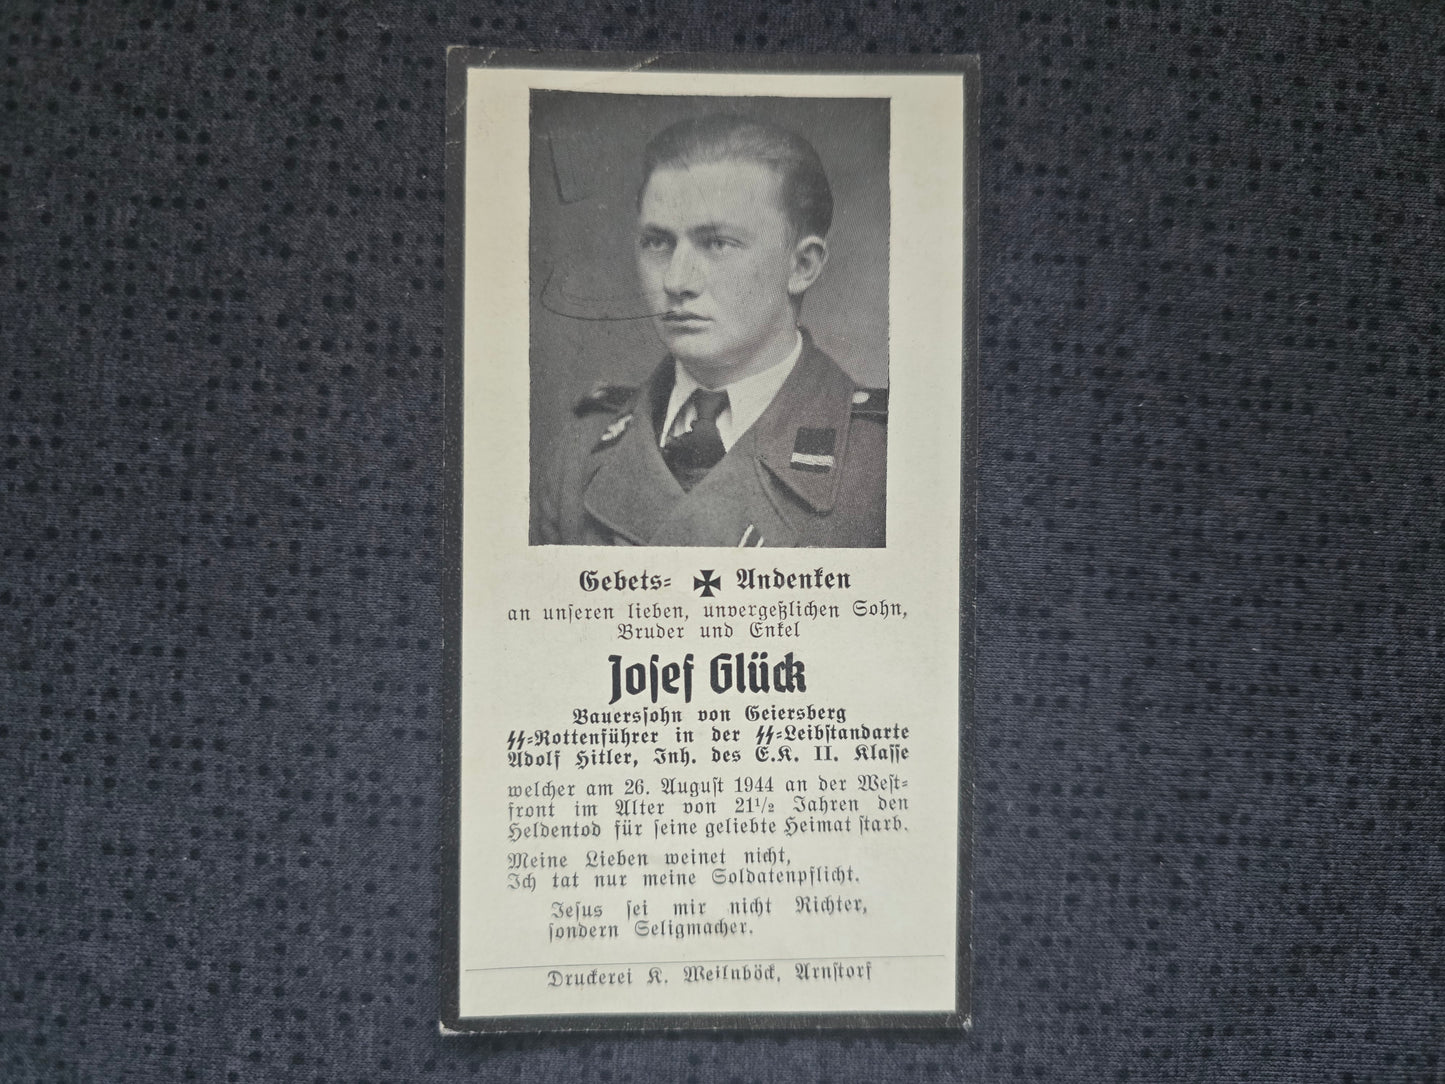 Gebets= Andenken
an unseren lieben, unvergeßlichen Sohn,
Bruder und Enkel
Josef Glück
Bauerssohn von Geiersberg
SS=Rottenführer in der SS=Leibstandarte
Adolf Hitler, Inh. des E.K. II. Klasse
welcher am 26. August 1944 an der West=
front im Alter von 21½ Jahren den
Heldentod für seine geliebte Heimat starb.
Meine Lieben weinet nicht,
Ich tat nur meine Soldatenpflicht.
Jesus sei mir nicht Richter,
sondern Seligmacher.
Druckerei K. Weilnböck, Arnstorf